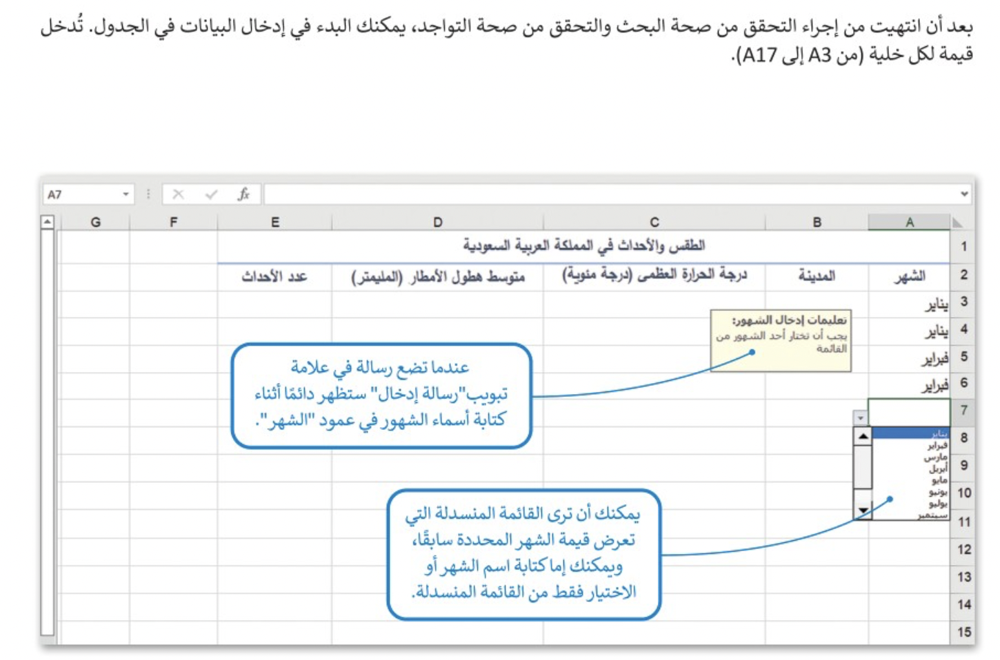 بعد أن انتهيت من إجراء التحقق من صحة البحث والتحقق من صحة التواجد، يمكنك البدء في إدخال البيانات في الجدول. تُدخل
قيمة لكل خلية (من A3 إلى A17).
A7
fx
G F E D C B A
1 الطقس والأحداث في المملكة العربية السعودية
2 الشهر المدينة درجة الحرارة العظمى (درجة مئوية) متوسط هطول الأمطار (المليمتر) عدد الأحداث
3 يناير
4 يناير
5 فبراير
6 فبراير
7
8
9
10
11
12
13
14
15
تعليمات إدخال الشهور:
يجب أن تختار أحد الشهور من
القائمة
عندما تضع رسالة في علامة
تبويب"رسالة إدخال" ستظهر دائمًا أثناء
كتابة أسماء الشهور في عمود "الشهر".
يناير
فبراير
مارس
أبريل
مايو
يونيو
يوليو
سبتمبر
يمكنك أن ترى القائمة المنسدلة التي
تعرض قيمة الشهر المحددة سابقًا،
ويمكنك إما كتابة اسم الشهر أو
الاختيار فقط من القائمة المنسدلة.